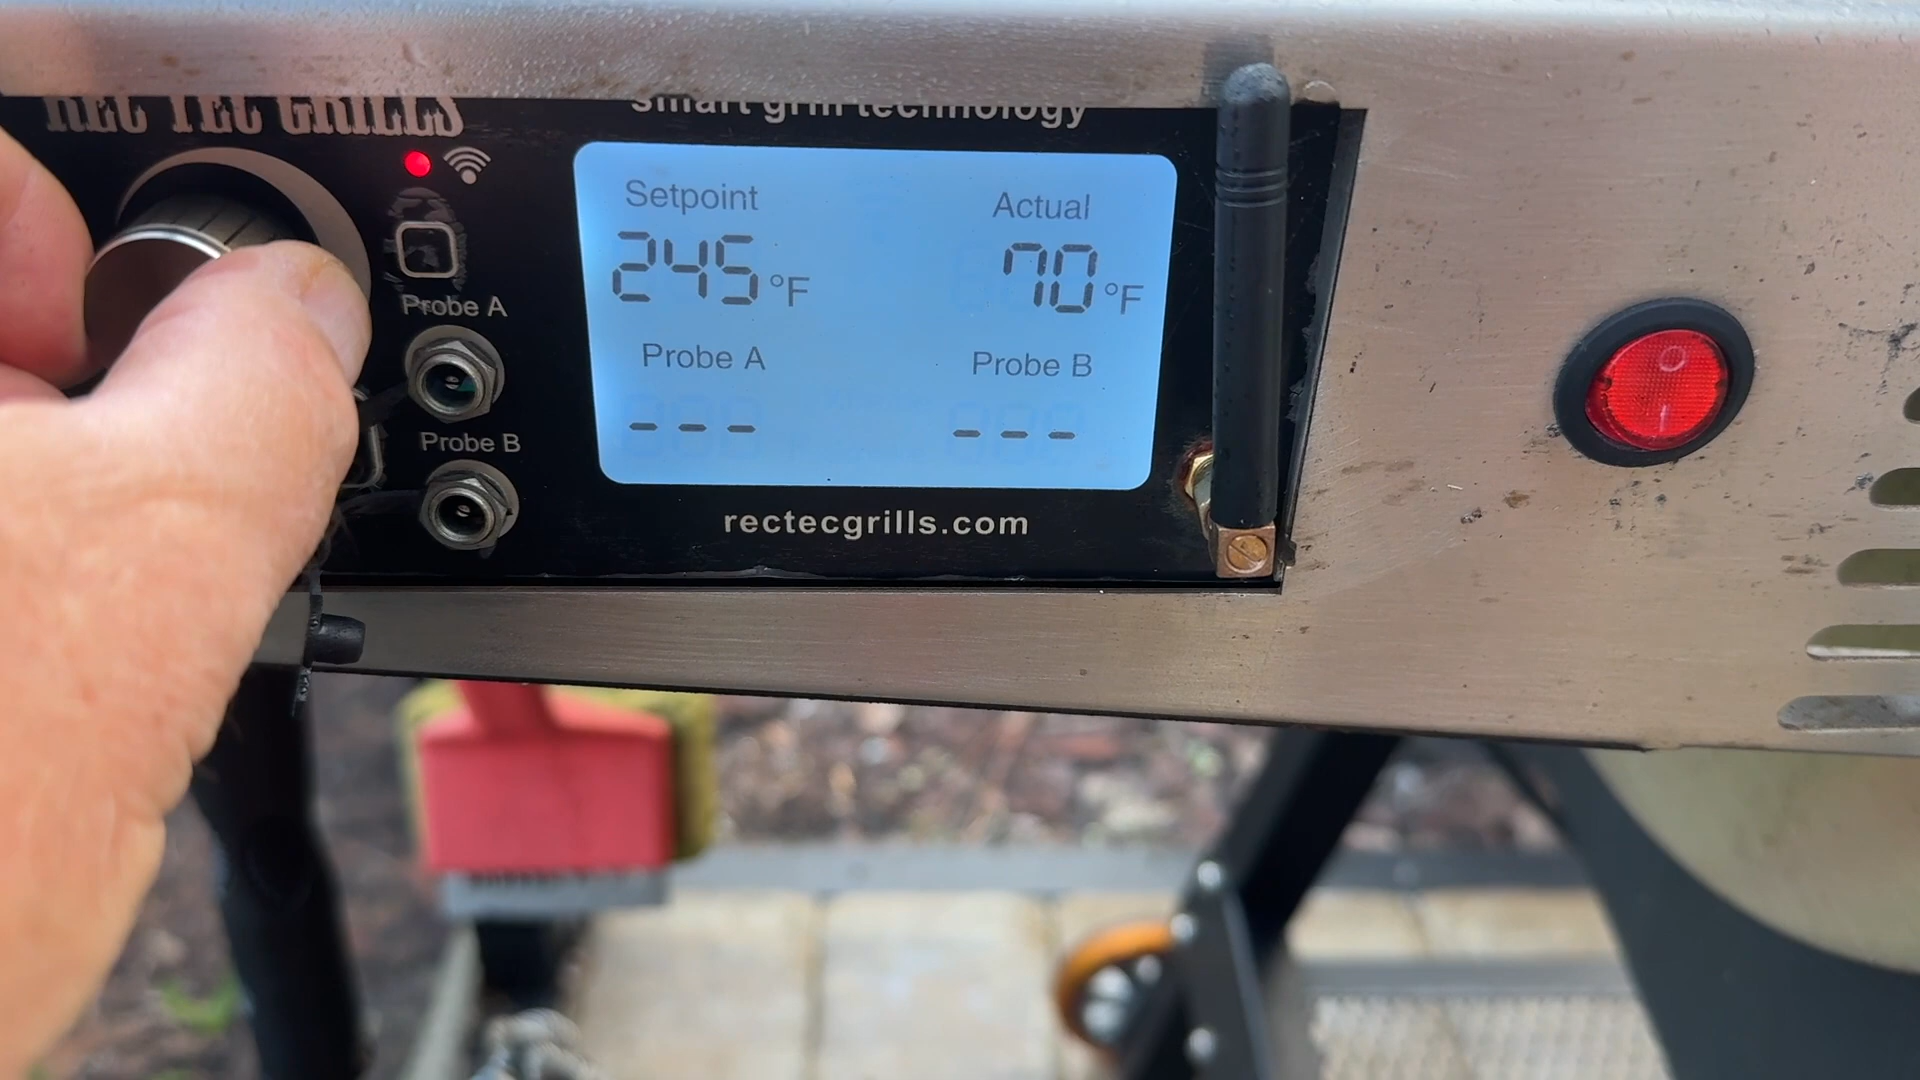 REC TEC GRILLS
smart grill technology
Setpoint
Actual
245 °F
70 °F
Probe A
Probe B
- - -
- - -
Probe A
Probe B
rectecgrills.com
O
I